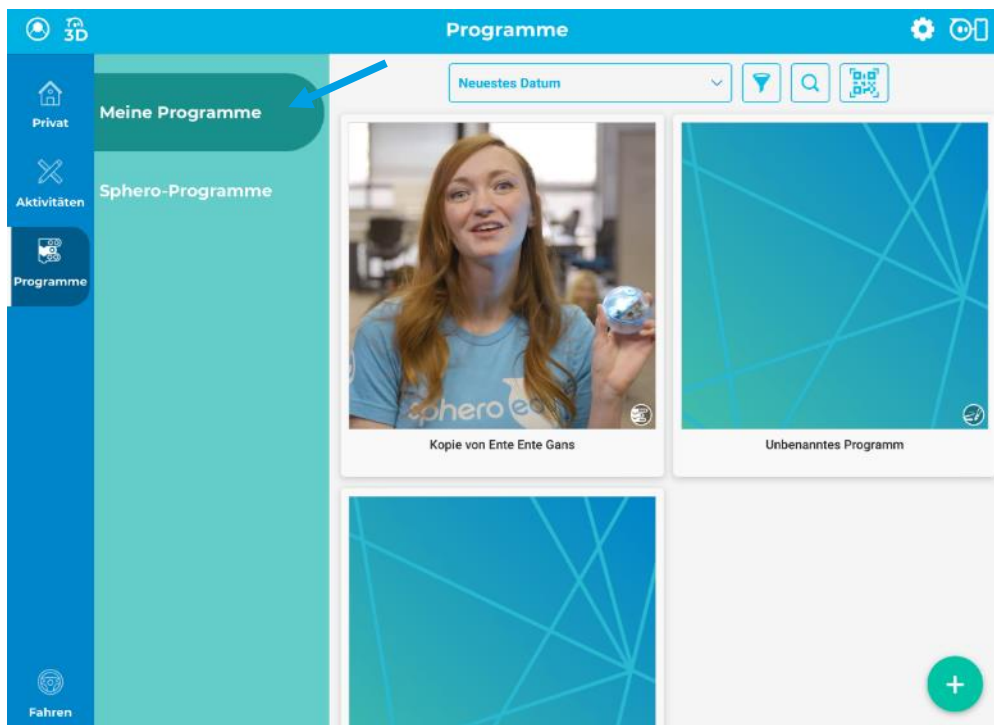 3D
Programme
Privat
Aktivitäten
Programme
Fahren
Meine Programme
Sphero-Programme
Neuestes Datum
sphero
Kopie von Ente Ente Gans
Unbenanntes Programm